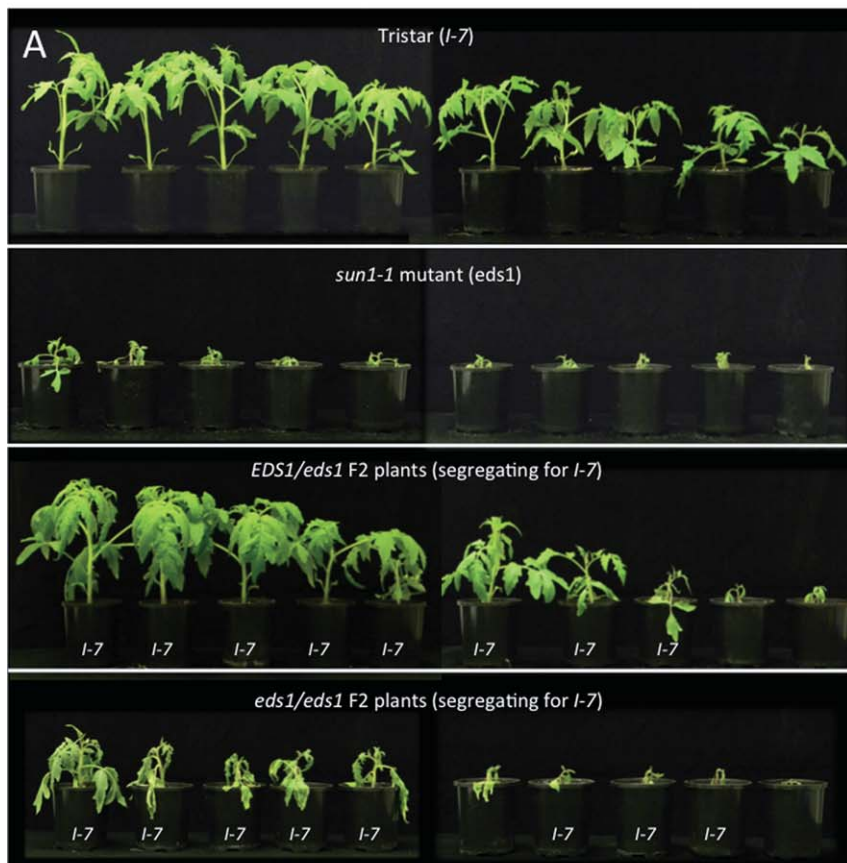 A
Tristar (I-7)
sun1-1 mutant (eds1)
EDS1/eds1 F2 plants (segregating for I-7)
I-7 I-7 I-7 I-7 I-7 I-7 I-7 I-7
eds1/eds1 F2 plants (segregating for I-7)
I-7 I-7 I-7 I-7 I-7 I-7 I-7 I-7